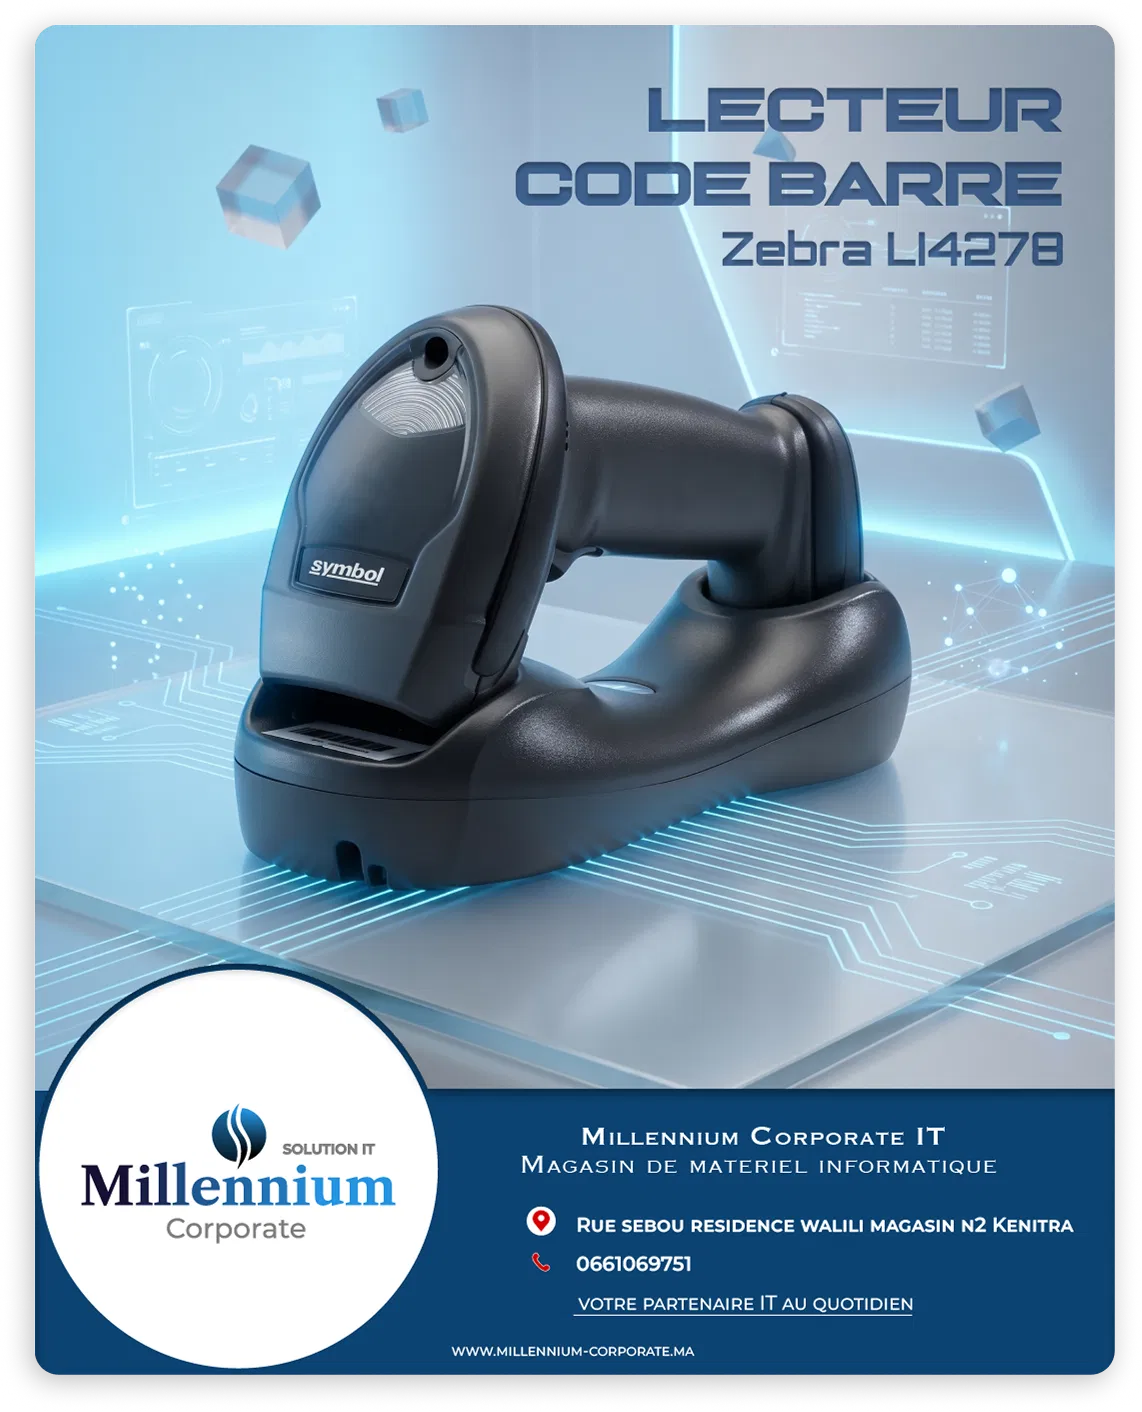 LECTEUR
CODE BARRE
Zebra LI4278
symbol
SOLUTION IT
Millennium
Corporate
Millennium Corporate IT
Magasin de materiel informatique
Rue sebou residence walili magasin n2 Kenitra
0661069751
votre partenaire IT au quotidien
www.millennium-corporate.ma